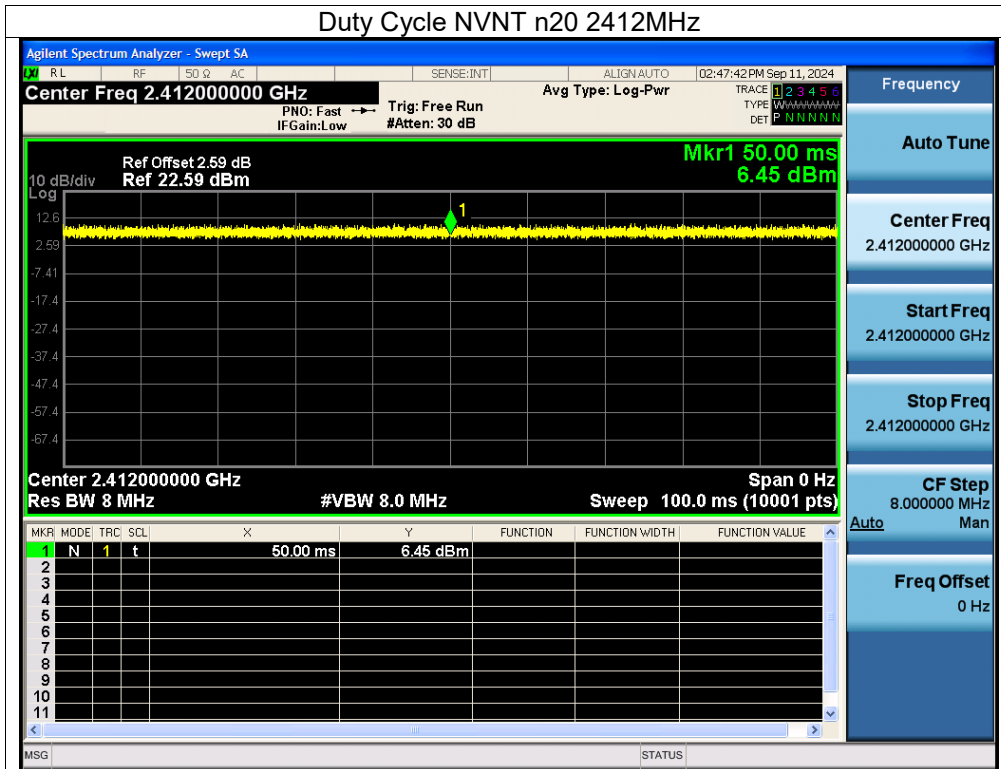 Duty Cycle NVNT n20 2412MHz
Agilent Spectrum Analyzer - Swept SA
LXI RL RF 50 Ω AC SENSE:INT ALIGN AUTO 02:47:42 PM Sep 11, 2024
Center Freq 2.412000000 GHz
PNO: Fast
IFGain:Low
Trig: Free Run
#Atten: 30 dB
Avg Type: Log-Pwr
TRACE 1 2 3 4 5 6
TYPE WWWWWWW
DET P N N N N N
Mkr1 50.00 ms
6.45 dBm
Ref Offset 2.59 dB
10 dB/div Ref 22.59 dBm
Log
1
12.6
2.59
-7.41
-17.4
-27.4
-37.4
-47.4
-57.4
-67.4
Center 2.412000000 GHz Span 0 Hz
Res BW 8 MHz #VBW 8.0 MHz Sweep 100.0 ms (10001 pts)
MKR MODE TRC SCL X Y FUNCTION FUNCTION WIDTH FUNCTION VALUE
1 N 1 t 50.00 ms 6.45 dBm
2
3
4
5
6
7
8
9
10
11
MSG STATUS
Frequency
Auto Tune
Center Freq
2.412000000 GHz
Start Freq
2.412000000 GHz
Stop Freq
2.412000000 GHz
CF Step
8.000000 MHz
Auto Man
Freq Offset
0 Hz